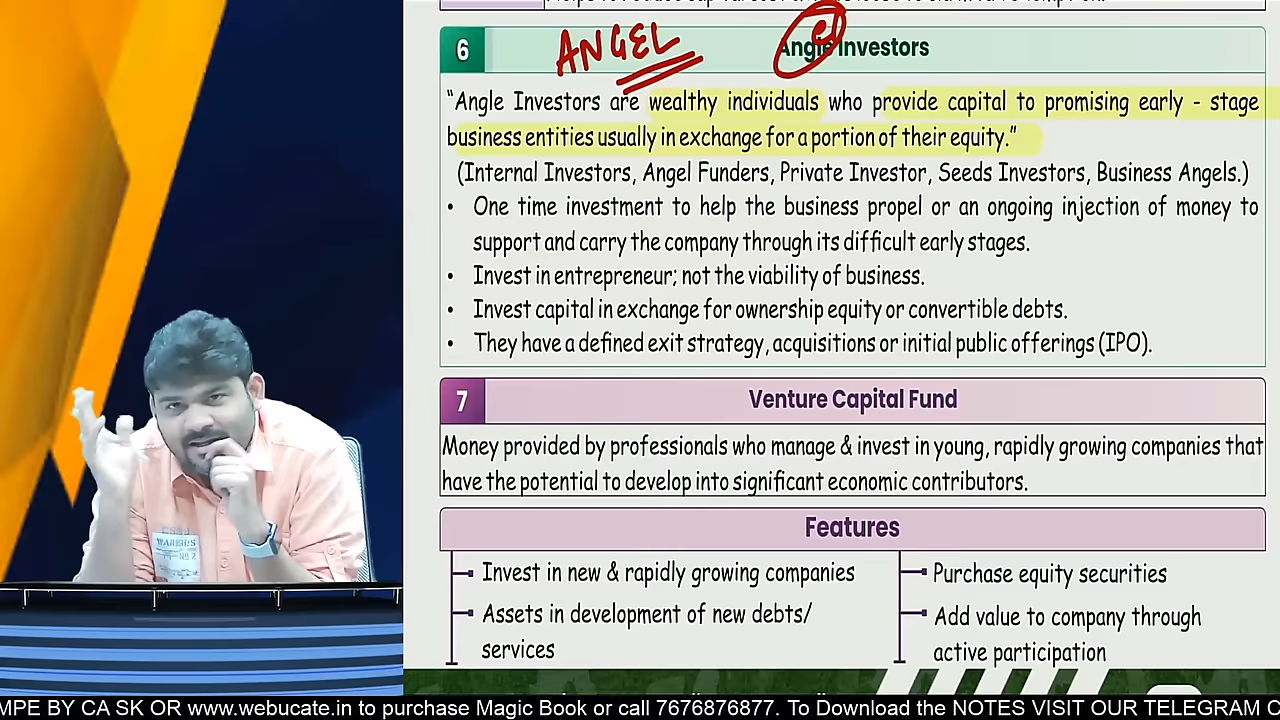 6
ANGEL
el
Angle Investors
“Angle Investors are wealthy individuals who provide capital to promising early - stage
business entities usually in exchange for a portion of their equity.”
(Internal Investors, Angel Funders, Private Investor, Seeds Investors, Business Angels.)
• One time investment to help the business propel or an ongoing injection of money to
support and carry the company through its difficult early stages.
• Invest in entrepreneur; not the viability of business.
• Invest capital in exchange for ownership equity or convertible debts.
• They have a defined exit strategy, acquisitions or initial public offerings (IPO).
7
Venture Capital Fund
Money provided by professionals who manage & invest in young, rapidly growing companies that
have the potential to develop into significant economic contributors.
Features
Invest in new & rapidly growing companies
Assets in development of new debts/
services
Purchase equity securities
Add value to company through
active participation
MPE BY CA SK OR www.webucate.in to purchase Magic Book or call 7676876877. To Download the NOTES VISIT OUR TELEGRAM C